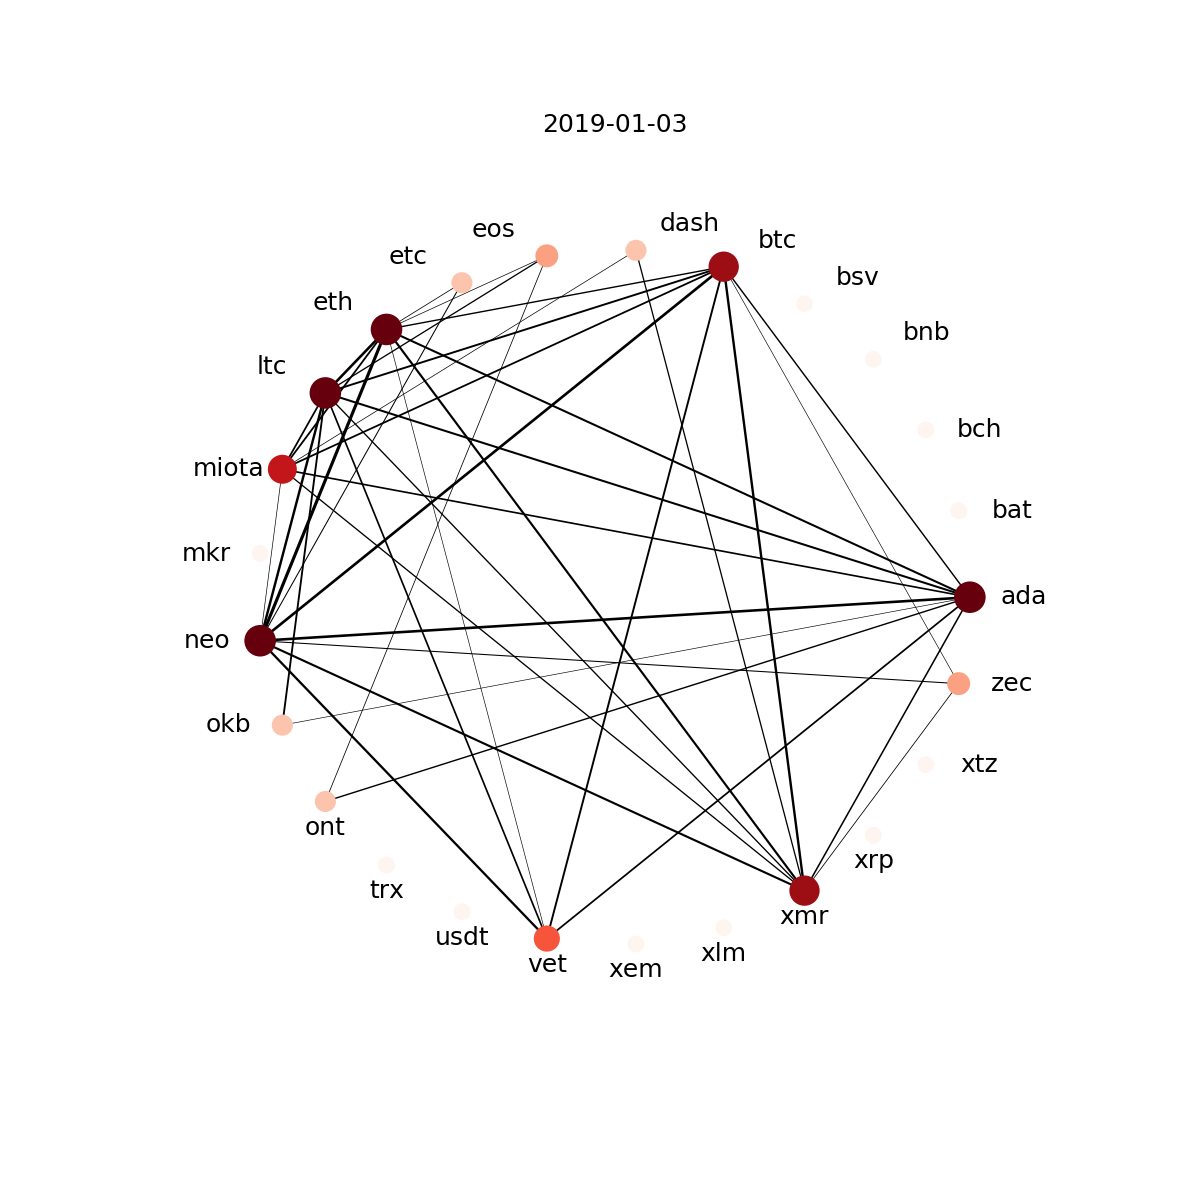 2019-01-03
dash
eos
btc
etc
bsv
eth
bnb
ltc
bch
miota
bat
mkr
ada
neo
zec
okb
xtz
ont
xrp
trx
xmr
usdt
xlm
vet
xem